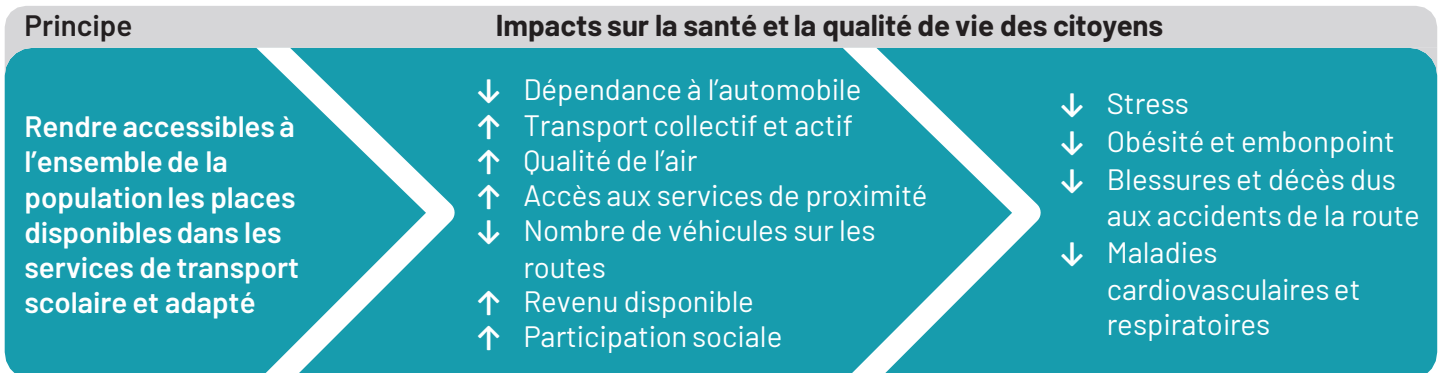 Principe
Impacts sur la santé et la qualité de vie des citoyens
Rendre accessibles à
l’ensemble de la
population les places
disponibles dans les
services de transport
scolaire et adapté
↓ Dépendance à l’automobile
↑ Transport collectif et actif
↑ Qualité de l’air
↑ Accès aux services de proximité
↓ Nombre de véhicules sur les
routes
↑ Revenu disponible
↑ Participation sociale
↓ Stress
↓ Obésité et embonpoint
↓ Blessures et décès dus
aux accidents de la route
↓ Maladies
cardiovasculaires et
respiratoires